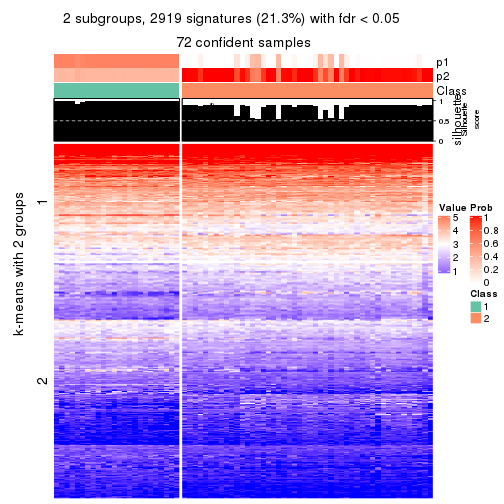 2 subgroups, 2919 signatures (21.3%) with fdr < 0.05
72 confident samples
p1
p2
Class
1
0.5
0
silhouette
Silhouette
score
k-means with 2 groups
1
2
Value
5
4
3
2
1
Prob
1
0.8
0.6
0.4
0.2
0
Class
1
2